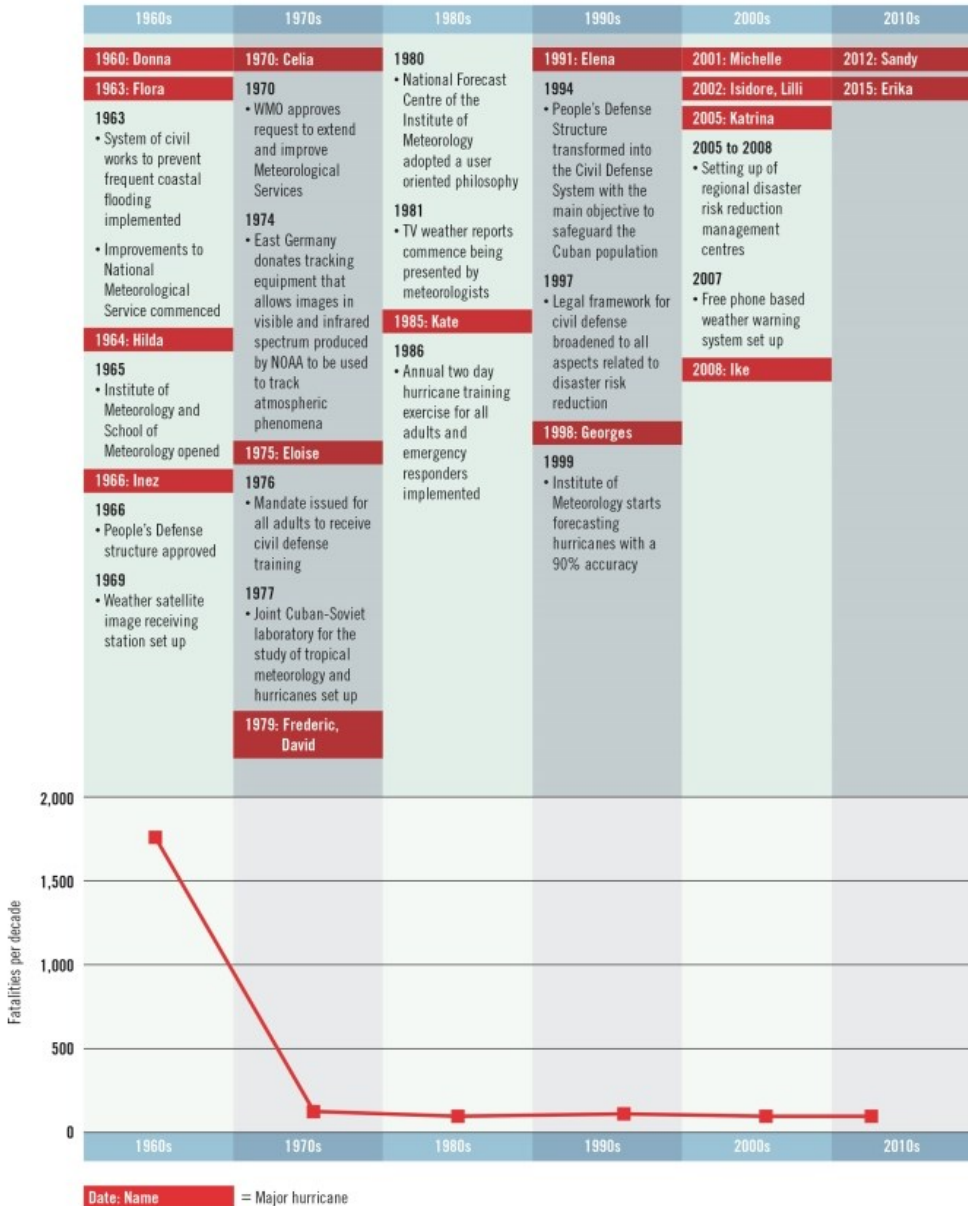 1960s
1970s
1980s
1990s
2000s
2010s
1960: Donna
1963: Flora
1963
• System of civil
works to prevent
frequent coastal
flooding
implemented
• Improvements to
National
Meteorological
Service commenced
1964: Hilda
1965
• Institute of
Meteorology and
School of
Meteorology opened
1966: Inez
1966
• People's Defense
structure approved
1969
• Weather satellite
image receiving
station set up
1970: Celia
1970
• WMO approves
request to extend
and improve
Meteorological
Services
1974
• East Germany
donates tracking
equipment that
allows images in
visible and infrared
spectrum produced
by NOAA to be used
to track
atmospheric
phenomena
1975: Eloise
1976
• Mandate issued for
all adults to receive
civil defense
training
1977
• Joint Cuban-Soviet
laboratory for the
study of tropical
meteorology and
hurricanes set up
1979: Frederic,
David
1980
• National Forecast
Centre of the
Institute of
Meteorology
adopted a user
oriented philosophy
1981
• TV weather reports
commence being
presented by
meteorologists
1985: Kate
1986
• Annual two day
hurricane training
exercise for all
adults and
emergency
responders
implemented
1991: Elena
1994
• People's Defense
Structure
transformed into
the Civil Defense
System with the
main objective to
safeguard the
Cuban population
1997
• Legal framework for
civil defense
broadened to all
aspects related to
disaster risk
reduction
1998: Georges
1999
• Institute of
Meteorology starts
forecasting
hurricanes with a
90% accuracy
2001: Michelle
2002: Isidore, Lilli
2005: Katrina
2005 to 2008
• Setting up of
regional disaster
risk reduction
management
centres
2007
• Free phone based
weather warning
system set up
2008: Ike
2012: Sandy
2015: Erika
Fatalities per decade
2,000
1,500
1,000
500
0
1960s
1970s
1980s
1990s
2000s
2010s
Date: Name = Major hurricane